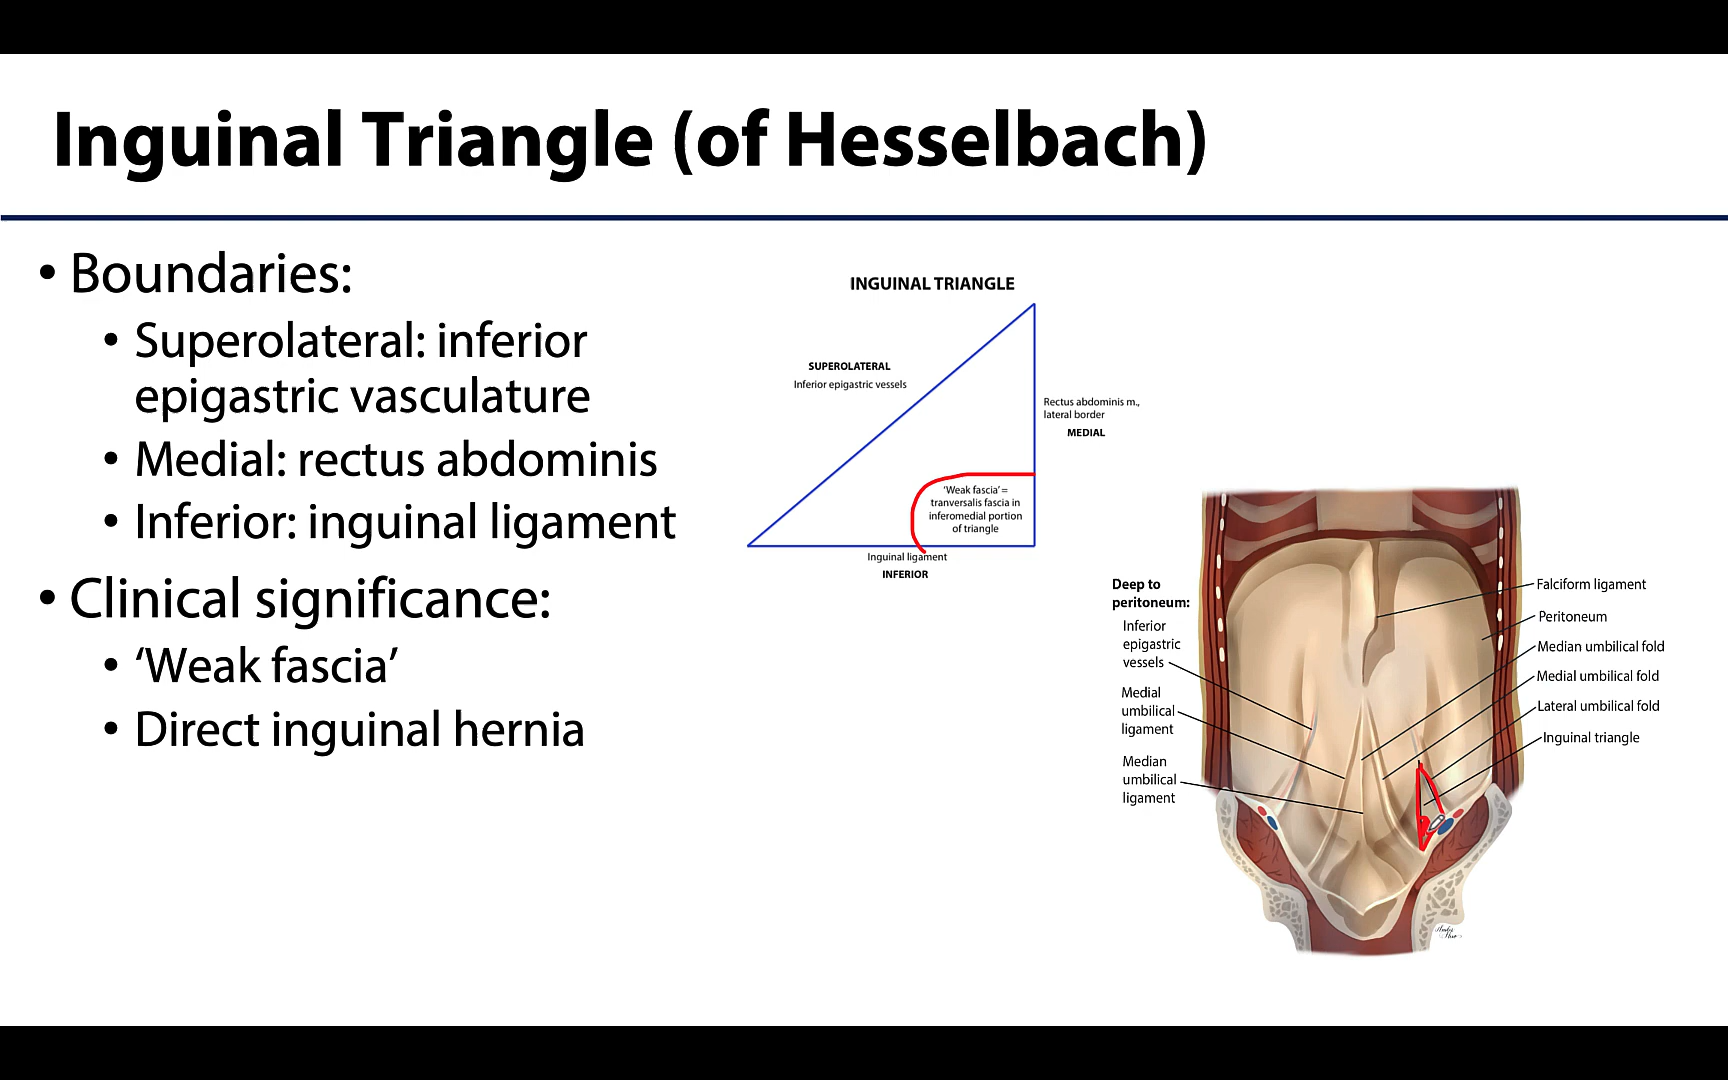 Inguinal Triangle (of Hesselbach)
• Boundaries:
• Superolateral: inferior
epigastric vasculature
• Medial: rectus abdominis
• Inferior: inguinal ligament
• Clinical significance:
• ‘Weak fascia’
• Direct inguinal hernia
INGUINAL TRIANGLE
SUPEROLATERAL
Inferior epigastric vessels
Rectus abdominis m.,
lateral border
MEDIAL
‘Weak fascia’ =
tranversalis fascia in
inferomedial portion
of triangle
Inguinal ligament
INFERIOR
Deep to
peritoneum:
Inferior
epigastric
vessels
Medial
umbilical
ligament
Median
umbilical
ligament
Falciform ligament
Peritoneum
Median umbilical fold
Medial umbilical fold
Lateral umbilical fold
Inguinal triangle